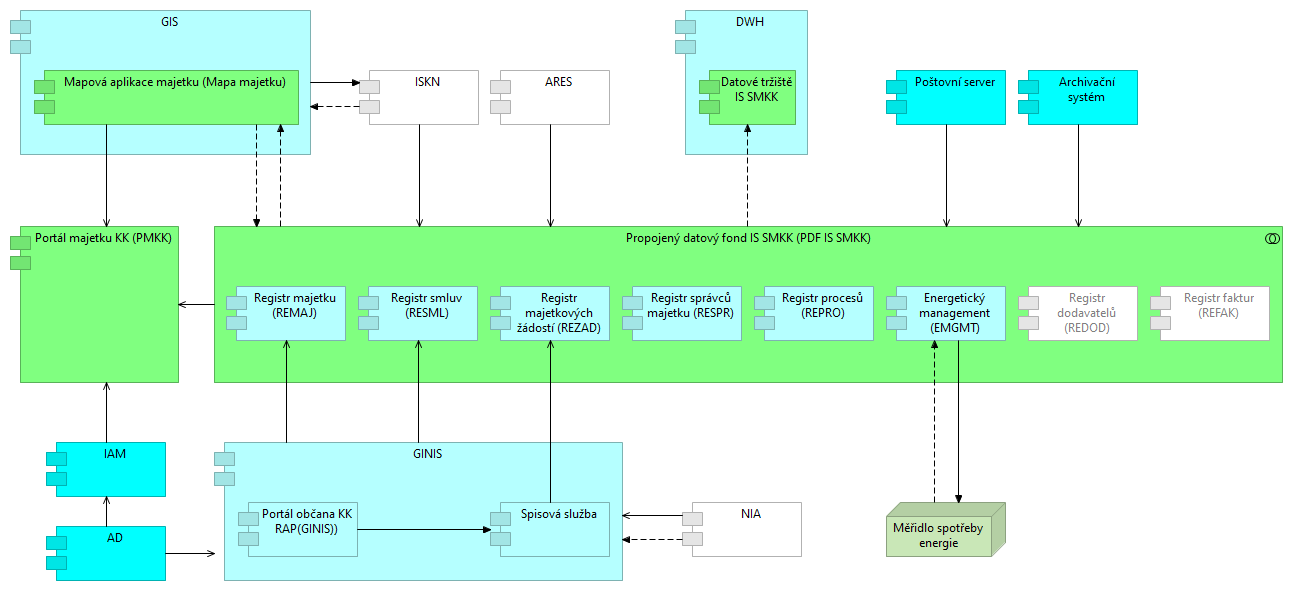 GIS
DWH
Mapová aplikace majetku (Mapa majetku)
ISKN
ARES
Datové tržiště
IS SMKK
Poštovní server
Archivační
systém
Portál majetku KK (PMKK)
Propojený datový fond IS SMKK (PDF IS SMKK)
Registr majetku
(REMAJ)
Registr smluv
(RESML)
Registr
majetkových
žádostí (REZAD)
Registr správců
majetku (RESPR)
Registr procesů
(REPRO)
Energetický
management
(EMGMT)
Registr
dodavatelů
(REDOD)
Registr faktur
(REFAK)
IAM
GINIS
Portál občana KK
RAP(GINIS))
Spisová služba
NIA
Měřidlo spotřeby
energie
AD